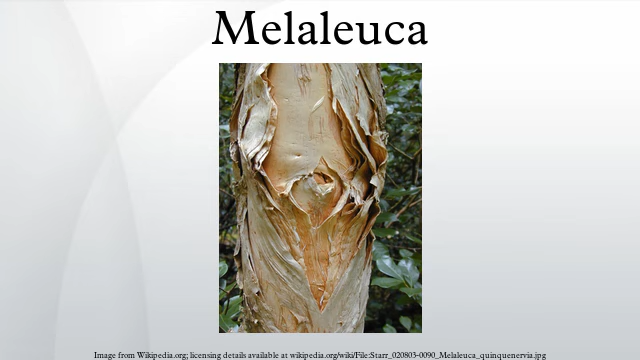 Melaleuca
Image from Wikipedia.org; licensing details available at wikipedia.org/wiki/File:Starr_020803-0090_Melaleuca_quinquenervia.jpg